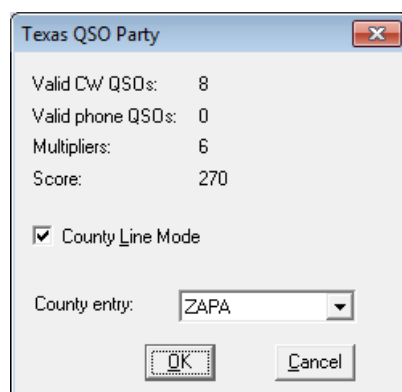 Texas QSO Party
Valid CW QSOs: 8
Valid phone QSOs: 0
Multipliers: 6
Score: 270
County Line Mode
County entry: ZAPA
OK Cancel